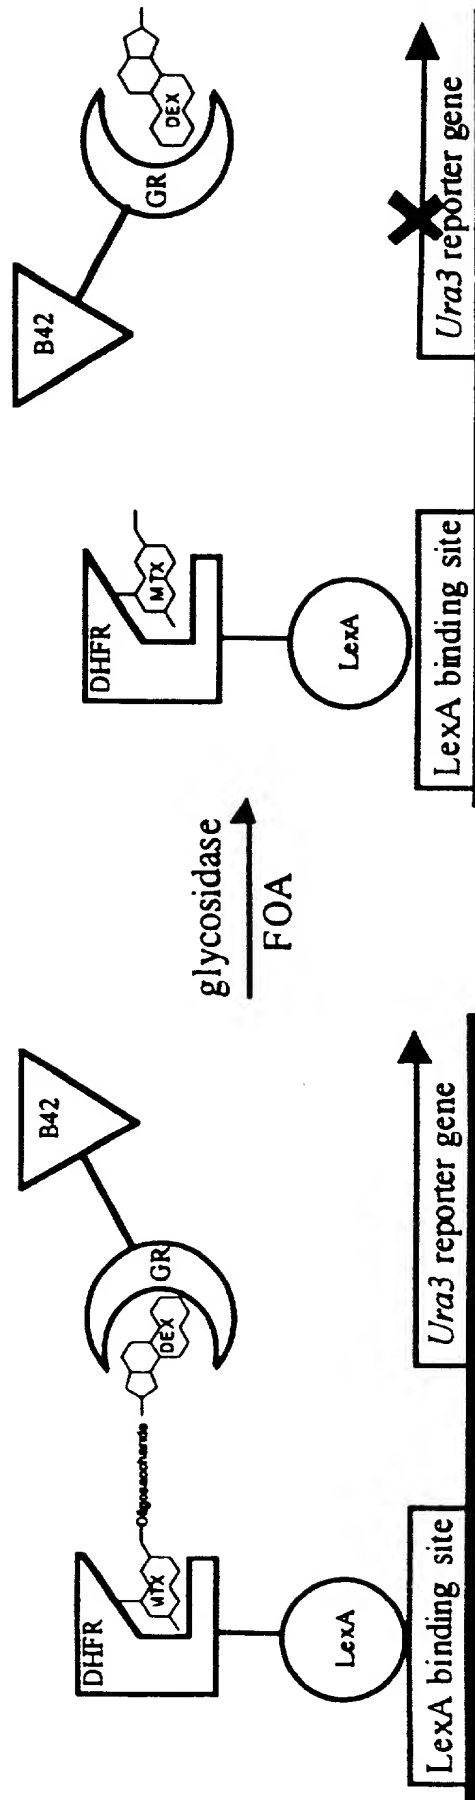 DHFR
MTX
Oligosaccharide
DEX
GR
B42
LexA
LexA binding site
Ura3 reporter gene
glycosidase
FOA
DHFR
MTX
LexA
LexA binding site
B42
GR
DEX
Ura3 reporter gene